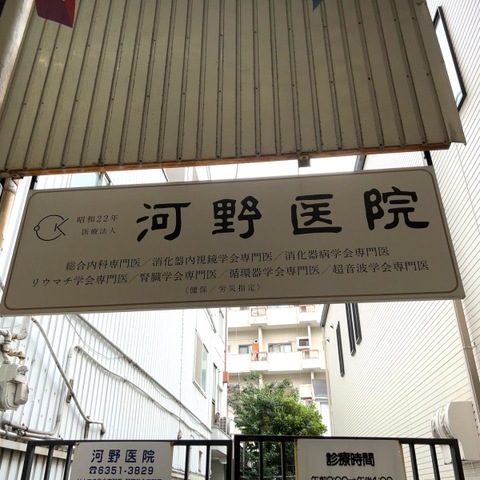 昭和22年
医療法人
河野医院
総合内科専門医／消化器内視鏡学会専門医／消化器病学会専門医
リウマチ学会専門医／腎臓学会専門医／循環器学会専門医／超音波学会専門医
（健保／労災指定）
河野医院
☎6351-3829
診療時間